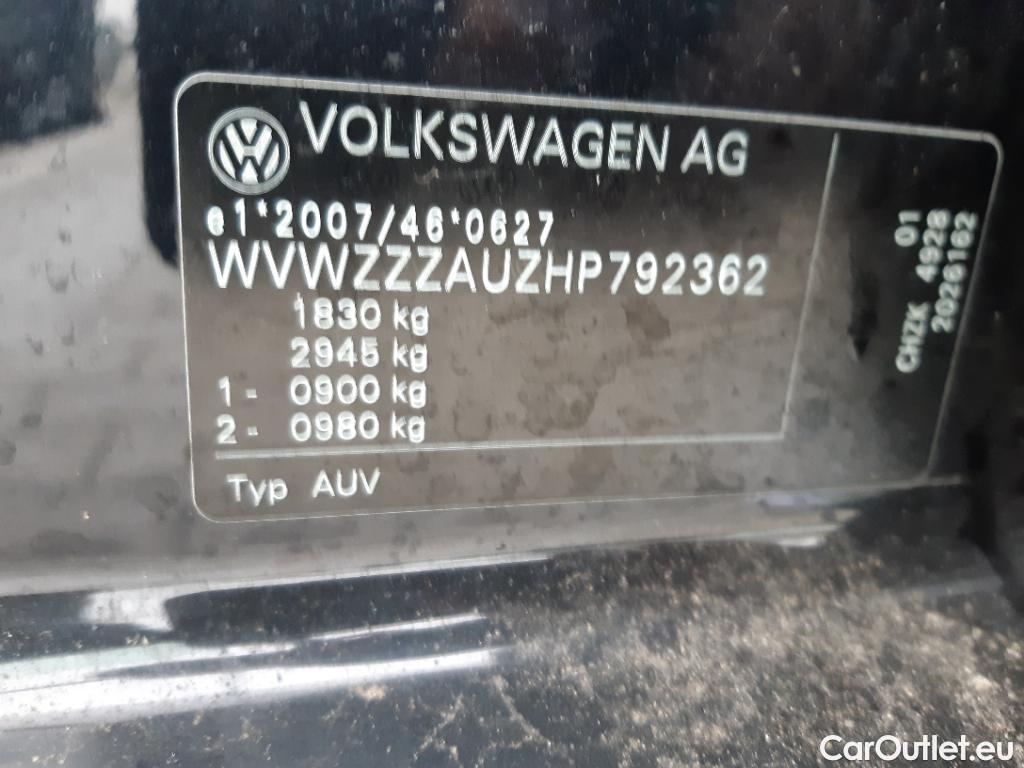 VOLKSWAGEN AG
e1*2007/46*0627
WVWZZZAUZHP792362
1830 kg
2945 kg
1 - 0900 kg
2 - 0980 kg
Typ AUV
01
CHZK 4928
2026162
CarOutlet.eu